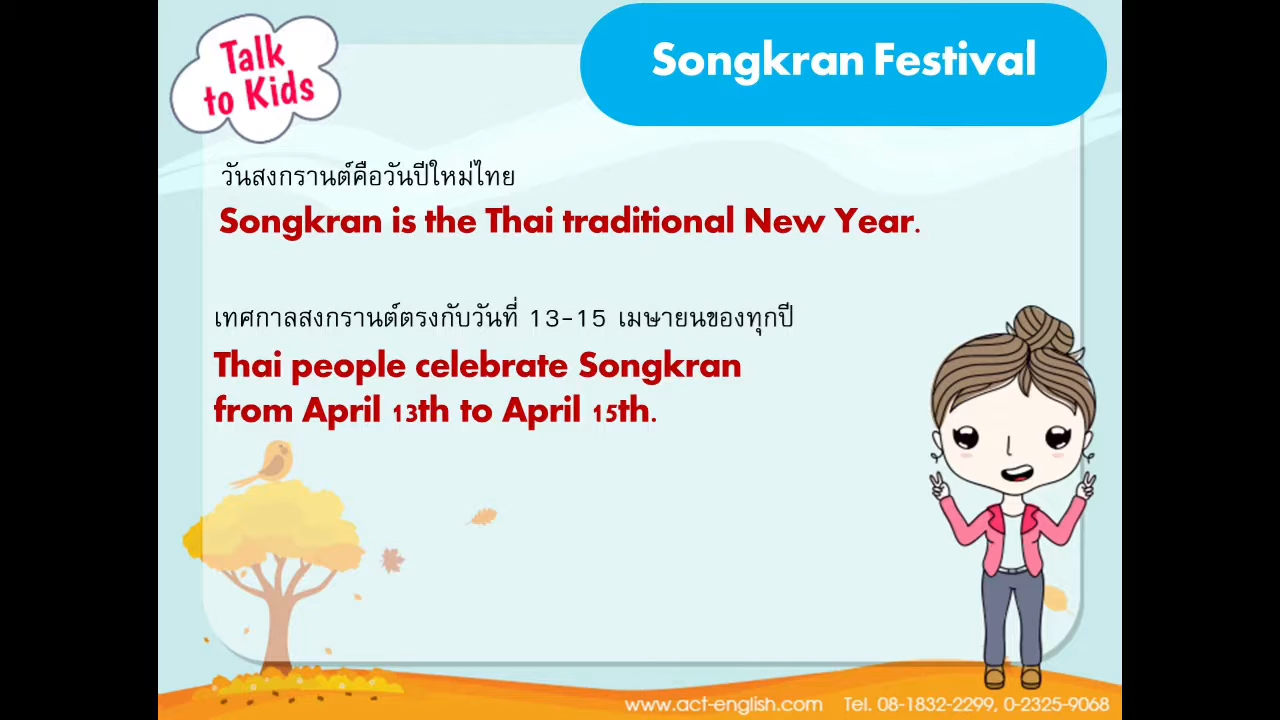 Talk
to Kids
Songkran Festival
วันสงกรานต์คือวันปีใหม่ไทย
Songkran is the Thai traditional New Year.
เทศกาลสงกรานต์ตรงกับวันที่ 13-15 เมษายนของทุกปี
Thai people celebrate Songkran
from April 13th to April 15th.
www.act-english.com Tel. 08-1832-2299, 0-2325-9068